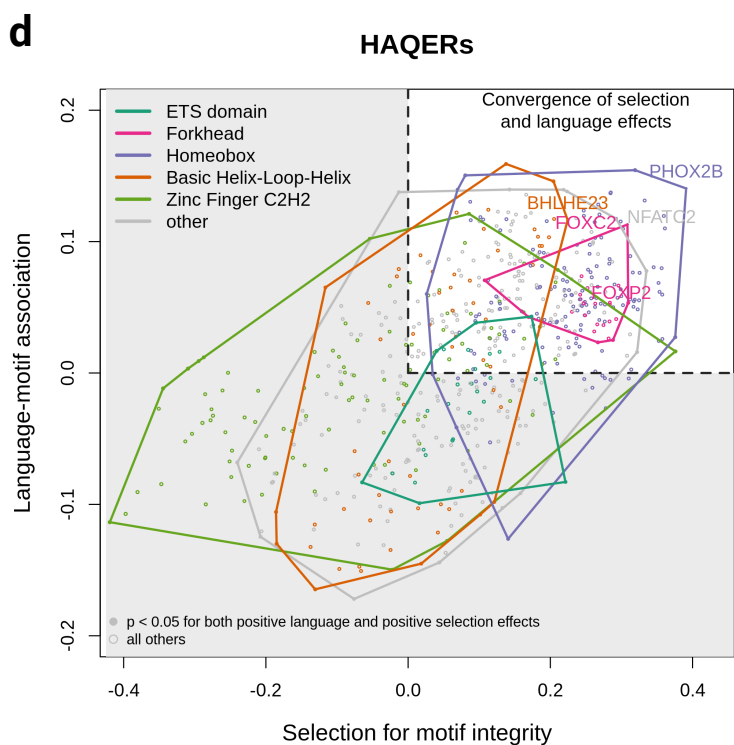 d
HAQERs
Convergence of selection
and language effects
ETS domain
Forkhead
Homeobox
Basic Helix-Loop-Helix
Zinc Finger C2H2
other
PHOX2B
BHLHE23
NFATC2
FOXC2
FOXP2
p < 0.05 for both positive language and positive selection effects
all others
Language-motif association
0.2
0.1
0.0
-0.1
-0.2
-0.4
-0.2
0.0
0.2
0.4
Selection for motif integrity